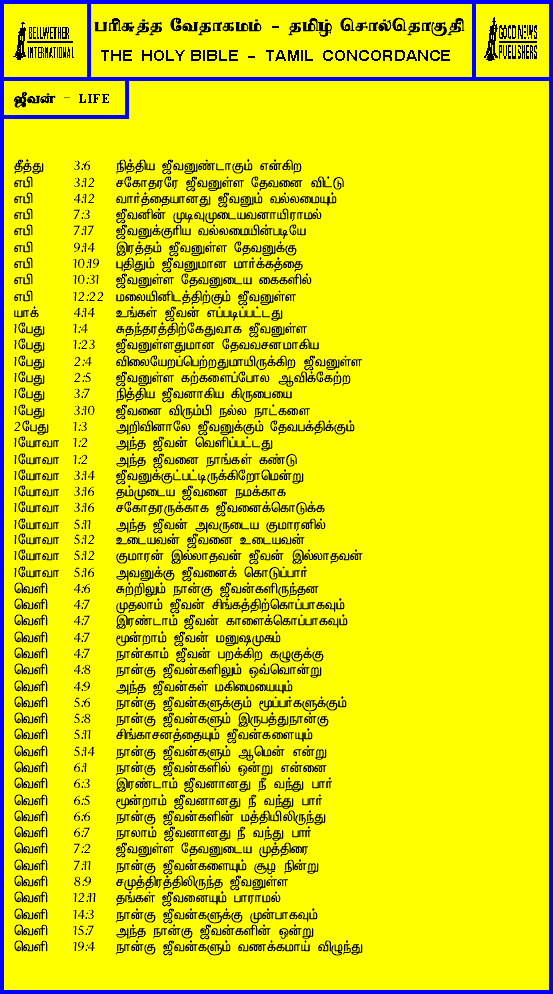 BELLWETHER
INTERNATIONAL
பரிசுத்த வேதாகமம் - தமிழ் சொல்தொகுதி
THE HOLY BIBLE - TAMIL CONCORDANCE
GOOD NEWS
PUBLISHERS
ஜீவன் - LIFE
தீத்து 3:6 நித்திய ஜீவனுண்டாகும் என்கிற
எபி 3:12 சகோதரரே ஜீவனுள்ள தேவனை விட்டு
எபி 4:12 வார்த்தையானது ஜீவனும் வல்லமையும்
எபி 7:3 ஜீவனின் முடிவுமுடையவனாயிராமல்
எபி 7:17 ஜீவனுக்குரிய வல்லமையின்படியே
எபி 9:14 இரத்தம் ஜீவனுள்ள தேவனுக்கு
எபி 10:19 புதிதும் ஜீவனுமான மார்க்கத்தை
எபி 10:31 ஜீவனுள்ள தேவனுடைய கைகளில்
எபி 12:22 மலையினிடத்திற்கும் ஜீவனுள்ள
யாக் 4:14 உங்கள் ஜீவன் எப்படிப்பட்டது
1பேது 1:4 சுதந்தரத்திற்கேதுவாக ஜீவனுள்ள
1பேது 1:23 ஜீவனுள்ளதுமான தேவவசனமாகிய
1பேது 2:4 விலையேறப்பெற்றதுமாயிருக்கிற ஜீவனுள்ள
1பேது 2:5 ஜீவனுள்ள கற்களைப்போல ஆவிக்கேற்ற
1பேது 3:7 நித்திய ஜீவனாகிய கிருபையை
1பேது 3:10 ஜீவனை விரும்பி நல்ல நாட்களை
2பேது 1:3 அறிவினாலே ஜீவனுக்கும் தேவபக்திக்கும்
1யோவா 1:2 அந்த ஜீவன் வெளிப்பட்டது
1யோவா 1:2 அந்த ஜீவனை நாங்கள் கண்டு
1யோவா 3:14 ஜீவனுக்குட்பட்டிருக்கிறோமென்று
1யோவா 3:16 தம்முடைய ஜீவனை நமக்காக
1யோவா 3:16 சகோதரருக்காக ஜீவனைக்கொடுக்க
1யோவா 5:11 அந்த ஜீவன் அவருடைய குமாரனில்
1யோவா 5:12 உடையவன் ஜீவனை உடையவன்
1யோவா 5:12 குமாரன் இல்லாதவன் ஜீவன் இல்லாதவன்
1யோவா 5:16 அவனுக்கு ஜீவனைக் கொடுப்பார்
வெளி 4:6 சுற்றிலும் நான்கு ஜீவன்களிருந்தன
வெளி 4:7 முதலாம் ஜீவன் சிங்கத்திற்கொப்பாகவும்
வெளி 4:7 இரண்டாம் ஜீவன் காளைக்கொப்பாகவும்
வெளி 4:7 மூன்றாம் ஜீவன் மனுஷமுகம்
வெளி 4:7 நான்காம் ஜீவன் பறக்கிற கழுகுக்கு
வெளி 4:8 நான்கு ஜீவன்களிலும் ஒவ்வொன்று
வெளி 4:9 அந்த ஜீவன்கள் மகிமையையும்
வெளி 5:6 நான்கு ஜீவன்களுக்கும் மூப்பர்களுக்கும்
வெளி 5:8 நான்கு ஜீவன்களும் இருபத்துநான்கு
வெளி 5:11 சிங்காசனத்தையும் ஜீவன்களையும்
வெளி 5:14 நான்கு ஜீவன்களும் ஆமென் என்று
வெளி 6:1 நான்கு ஜீவன்களில் ஒன்று என்னை
வெளி 6:3 இரண்டாம் ஜீவனானது நீ வந்து பார்
வெளி 6:5 மூன்றாம் ஜீவனானது நீ வந்து பார்
வெளி 6:6 நான்கு ஜீவன்களின் மத்தியிலிருந்து
வெளி 6:7 நாலாம் ஜீவனானது நீ வந்து பார்
வெளி 7:2 ஜீவனுள்ள தேவனுடைய முத்திரை
வெளி 7:11 நான்கு ஜீவன்களையும் சூழ நின்று
வெளி 8:9 சமுத்திரத்திலிருந்த ஜீவனுள்ள
வெளி 12:11 தங்கள் ஜீவனையும் பாராமல்
வெளி 14:3 நான்கு ஜீவன்களுக்கு முன்பாகவும்
வெளி 15:7 அந்த நான்கு ஜீவன்களின் ஒன்று
வெளி 19:4 நான்கு ஜீவன்களும் வணக்கமாய் விழுந்து